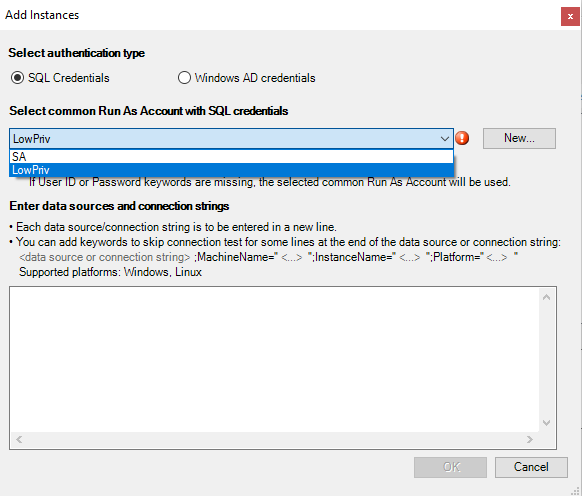 Add Instances
Select authentication type
SQL Credentials
Windows AD credentials
Select common Run As Account with SQL credentials
LowPriv
New...
SA
LowPriv
If User ID or Password keywords are missing, the selected common Run As Account will be used.
Enter data sources and connection strings
• Each data source/connection string is to be entered in a new line.
• You can add keywords to skip connection test for some lines at the end of the data source or connection string:
<data source or connection string> ;MachineName=" <...> ";InstanceName=" <...> ";Platform=" <...> "
Supported platforms: Windows, Linux
OK
Cancel